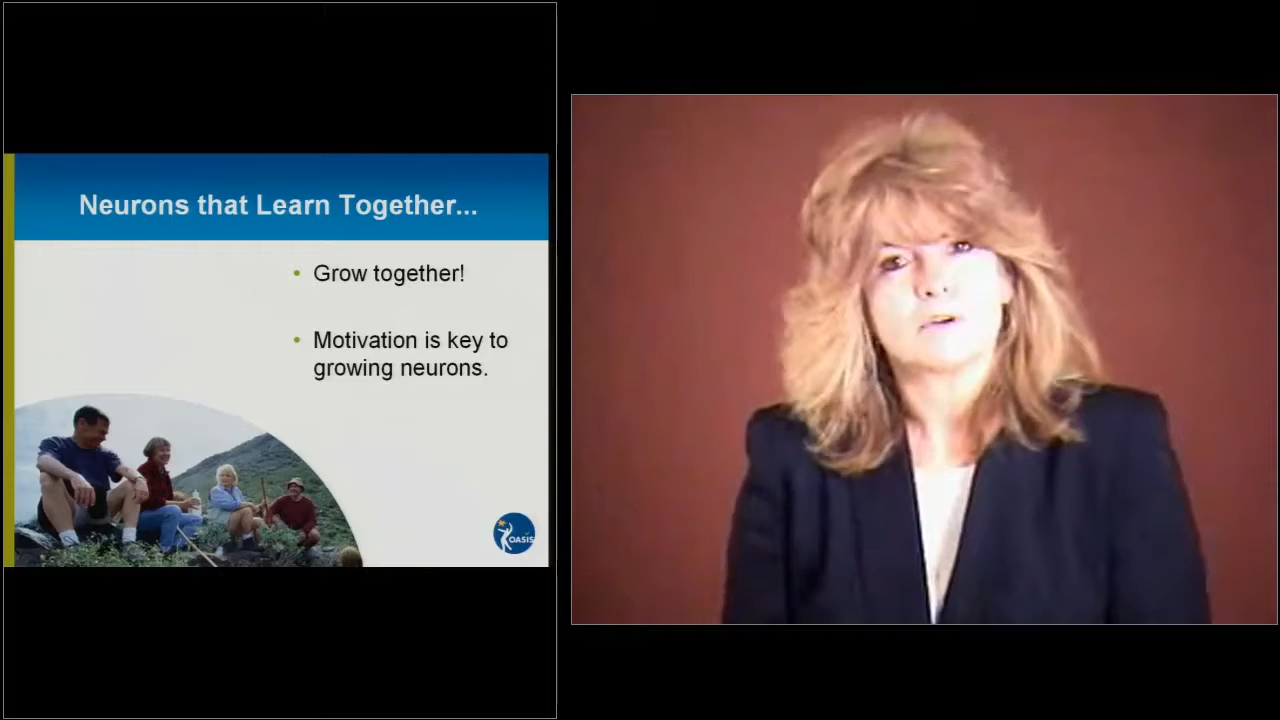 Neurons that Learn Together...
• Grow together!
• Motivation is key to
growing neurons.
OASIS